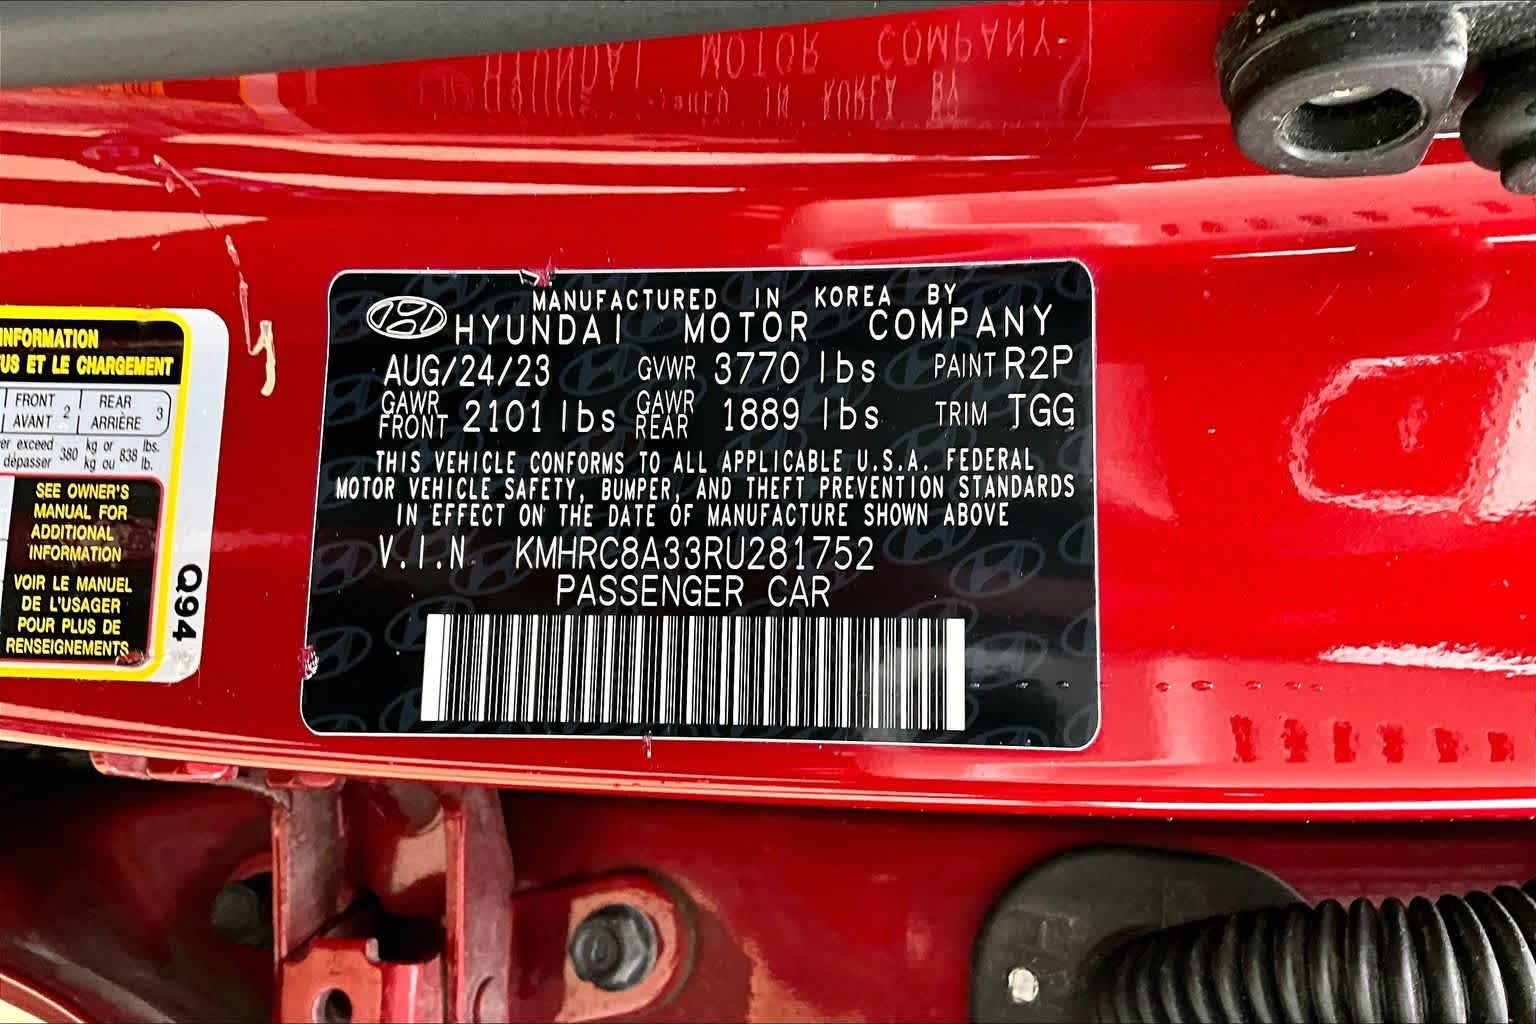 INFORMATION
US ET LE CHARGEMENT
FRONT 2 REAR 3
AVANT ARRIÈRE
er exceed 380 kg or 838 lbs.
dépasser kg ou lb.
SEE OWNER'S
MANUAL FOR
ADDITIONAL
INFORMATION
VOIR LE MANUEL
DE L'USAGER
POUR PLUS DE
RENSEIGNEMENTS
Q94
MANUFACTURED IN KOREA BY
HYUNDAI MOTOR COMPANY
AUG/24/23 GVWR 3770 lbs PAINT R2P
GAWR FRONT 2101 lbs GAWR REAR 1889 lbs TRIM TGG
THIS VEHICLE CONFORMS TO ALL APPLICABLE U.S.A. FEDERAL
MOTOR VEHICLE SAFETY, BUMPER, AND THEFT PREVENTION STANDARDS
IN EFFECT ON THE DATE OF MANUFACTURE SHOWN ABOVE
V.I.N. KMHRC8A33RU281752
PASSENGER CAR